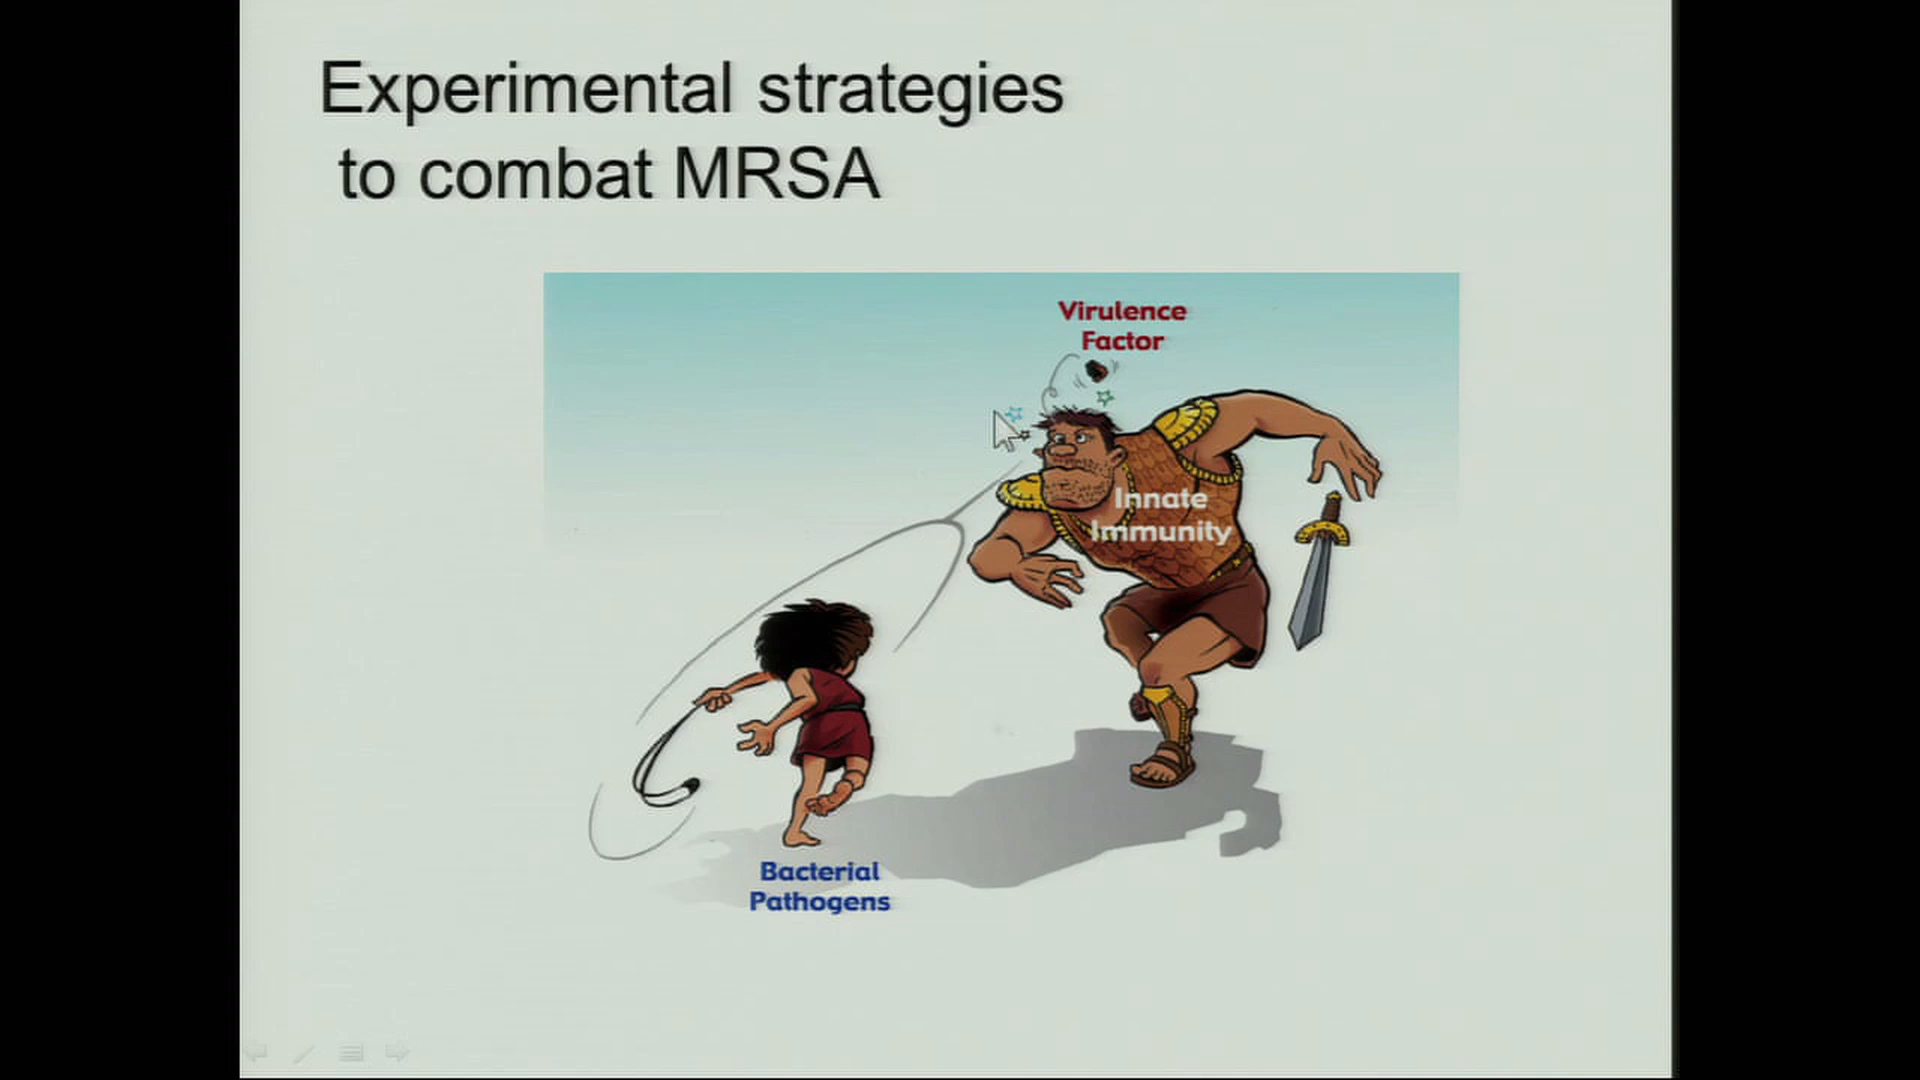 Experimental strategies
to combat MRSA
Virulence
Factor
Innate
Immunity
Bacterial
Pathogens